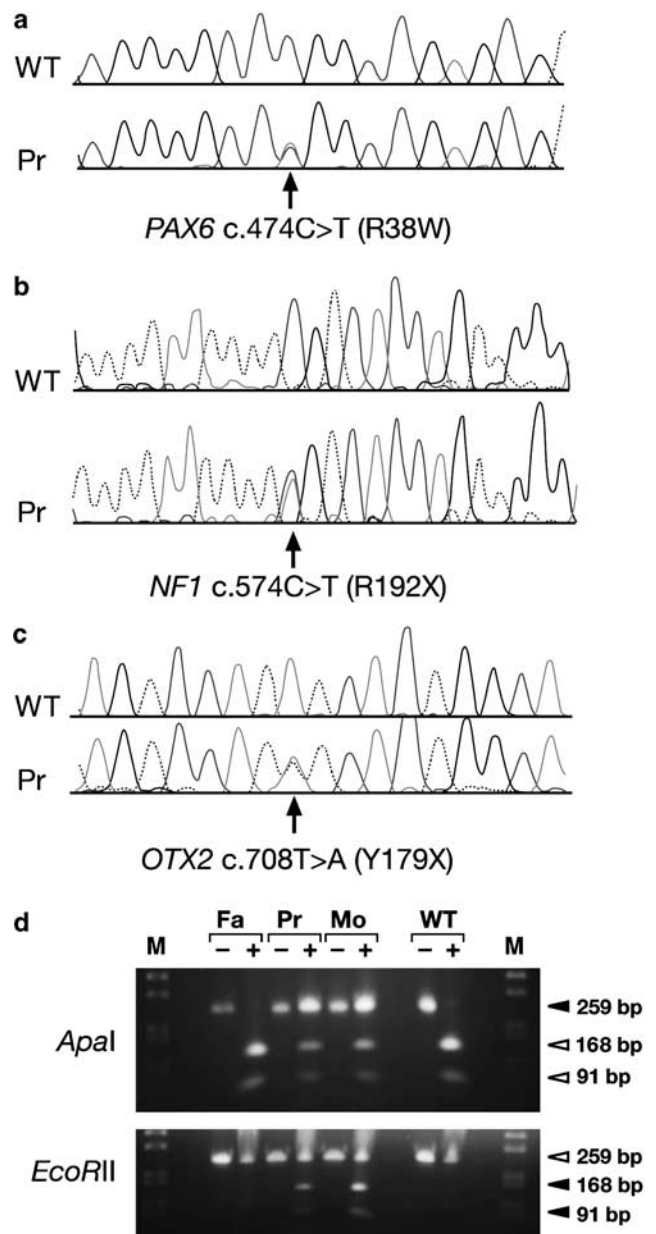 a
WT
Pr
PAX6 c.474C>T (R38W)
b
WT
Pr
NF1 c.574C>T (R192X)
c
WT
Pr
OTX2 c.708T>A (Y179X)
d
Fa Pr Mo WT
M − + − + − + − + M
ApaI
259 bp
168 bp
91 bp
EcoRII
259 bp
168 bp
91 bp